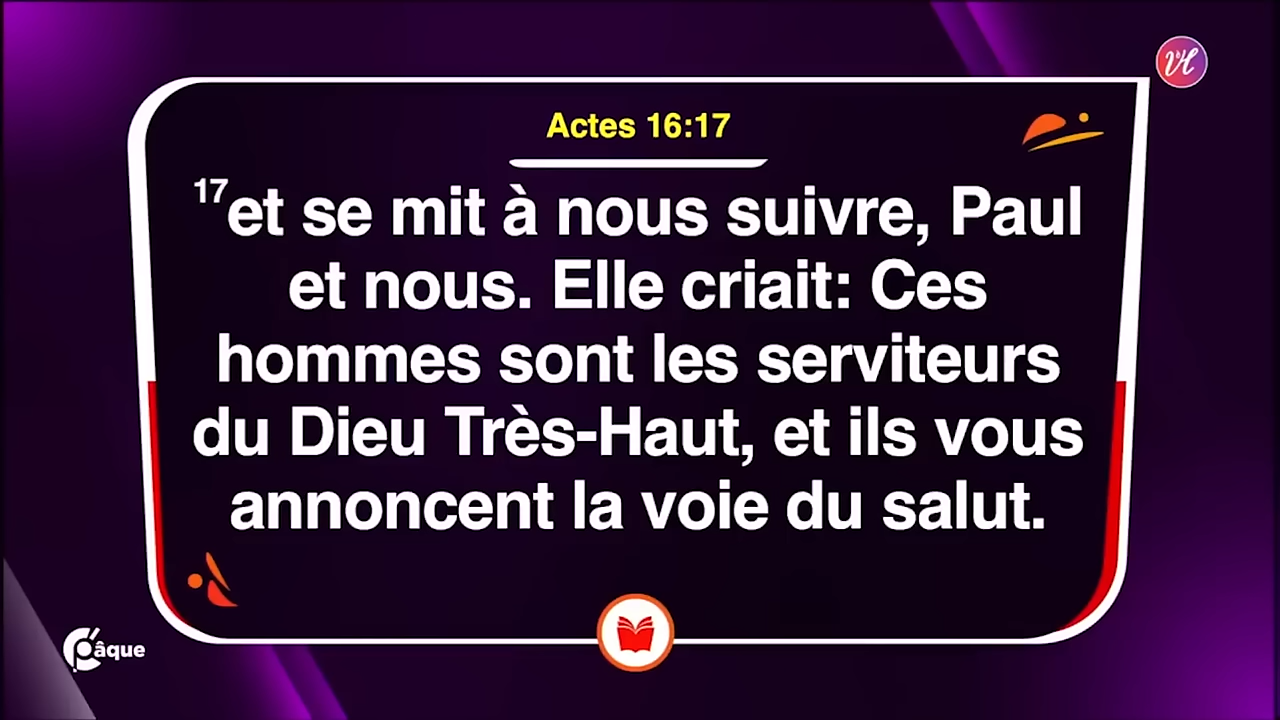 Actes 16:17
17et se mit à nous suivre, Paul
et nous. Elle criait: Ces
hommes sont les serviteurs
du Dieu Très-Haut, et ils vous
annoncent la voie du salut.
Pâque